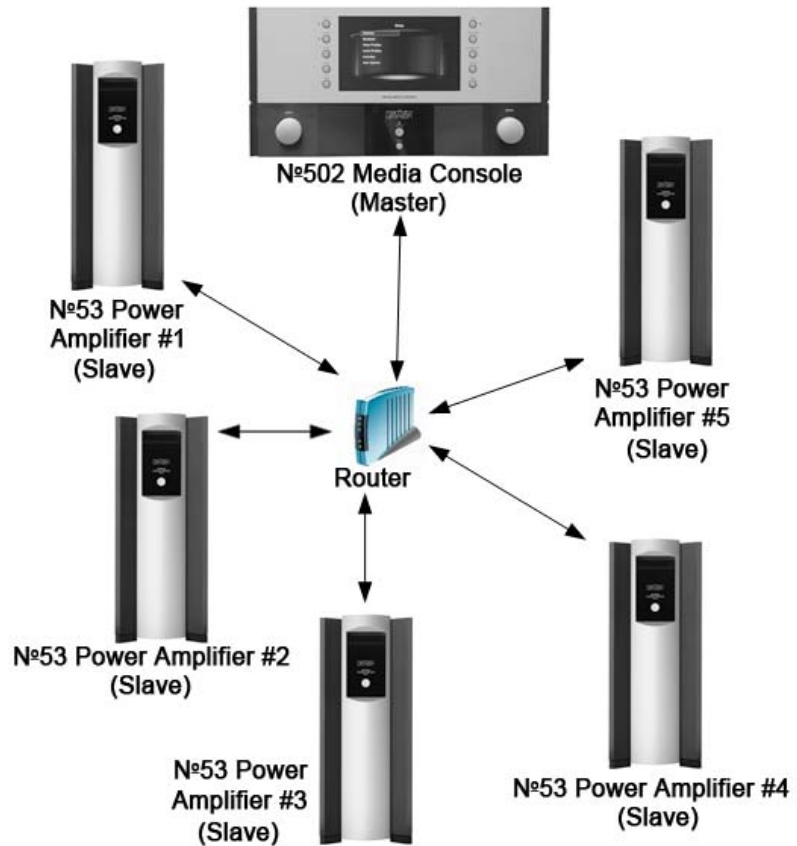 №502 Media Console
(Master)
№53 Power
Amplifier #1
(Slave)
№53 Power
Amplifier #5
(Slave)
Router
№53 Power Amplifier #2
(Slave)
№53 Power
Amplifier #3
(Slave)
№53 Power Amplifier #4
(Slave)